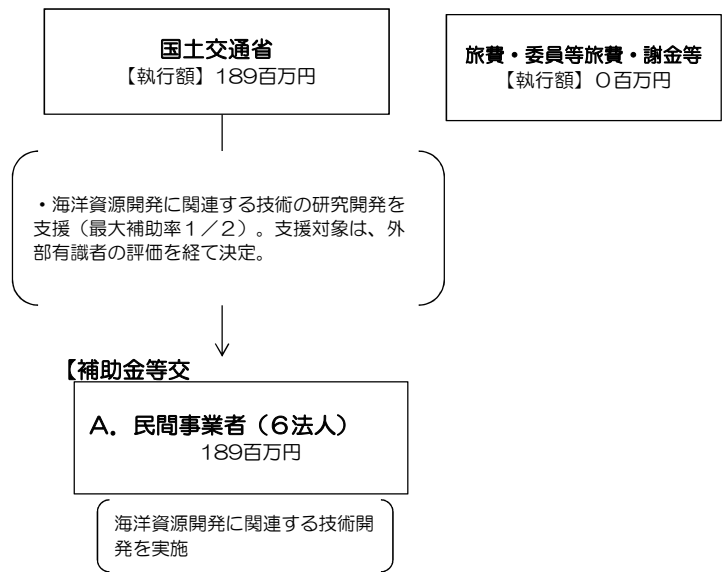 国土交通省
【執行額】189百万円
旅費・委員等旅費・謝金等
【執行額】0百万円
・海洋資源開発に関連する技術の研究開発を
支援（最大補助率１／２）。支援対象は、外
部有識者の評価を経て決定。
【補助金等交
A．民間事業者（６法人）
189百万円
海洋資源開発に関連する技術開
発を実施